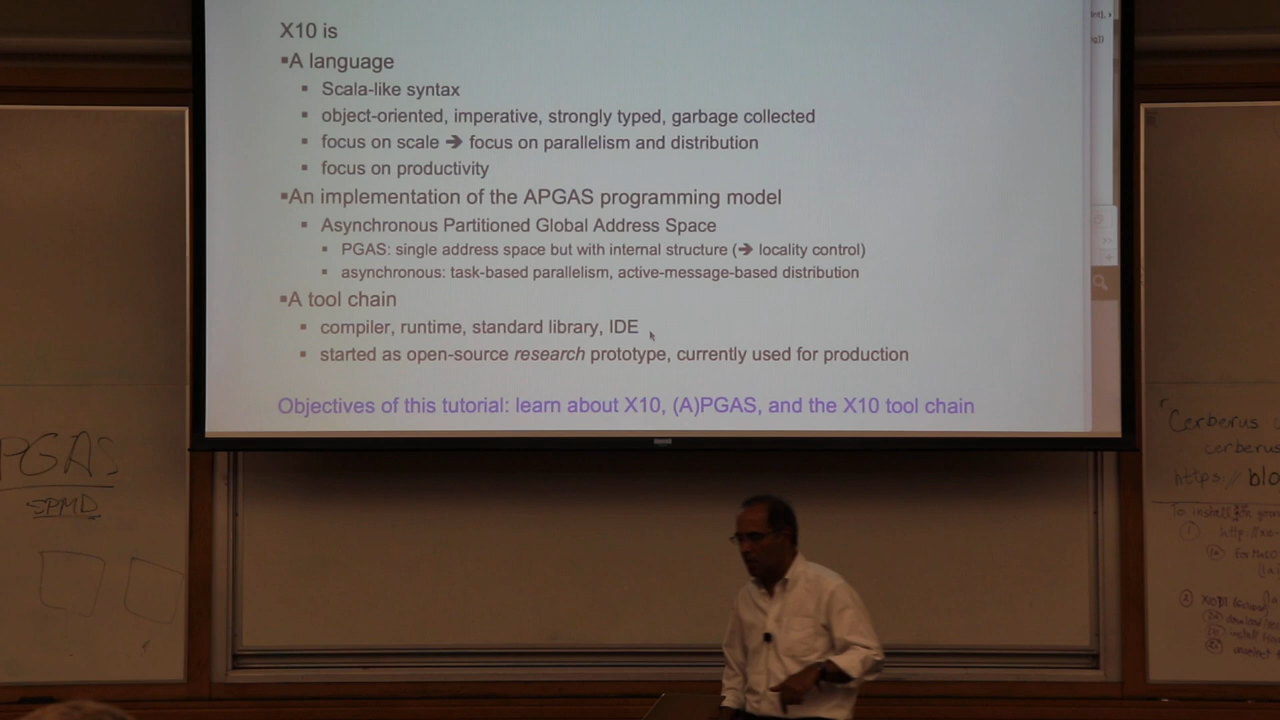 X10 is
▪A language
▪ Scala-like syntax
▪ object-oriented, imperative, strongly typed, garbage collected
▪ focus on scale ➔ focus on parallelism and distribution
▪ focus on productivity
▪An implementation of the APGAS programming model
▪ Asynchronous Partitioned Global Address Space
▪ PGAS: single address space but with internal structure (➔ locality control)
▪ asynchronous: task-based parallelism, active-message-based distribution
▪A tool chain
▪ compiler, runtime, standard library, IDE
▪ started as open-source research prototype, currently used for production
Objectives of this tutorial: learn about X10, (A)PGAS, and the X10 tool chain
PGAS
SPMD
"Cerberus
cerberus
https://blo
To install